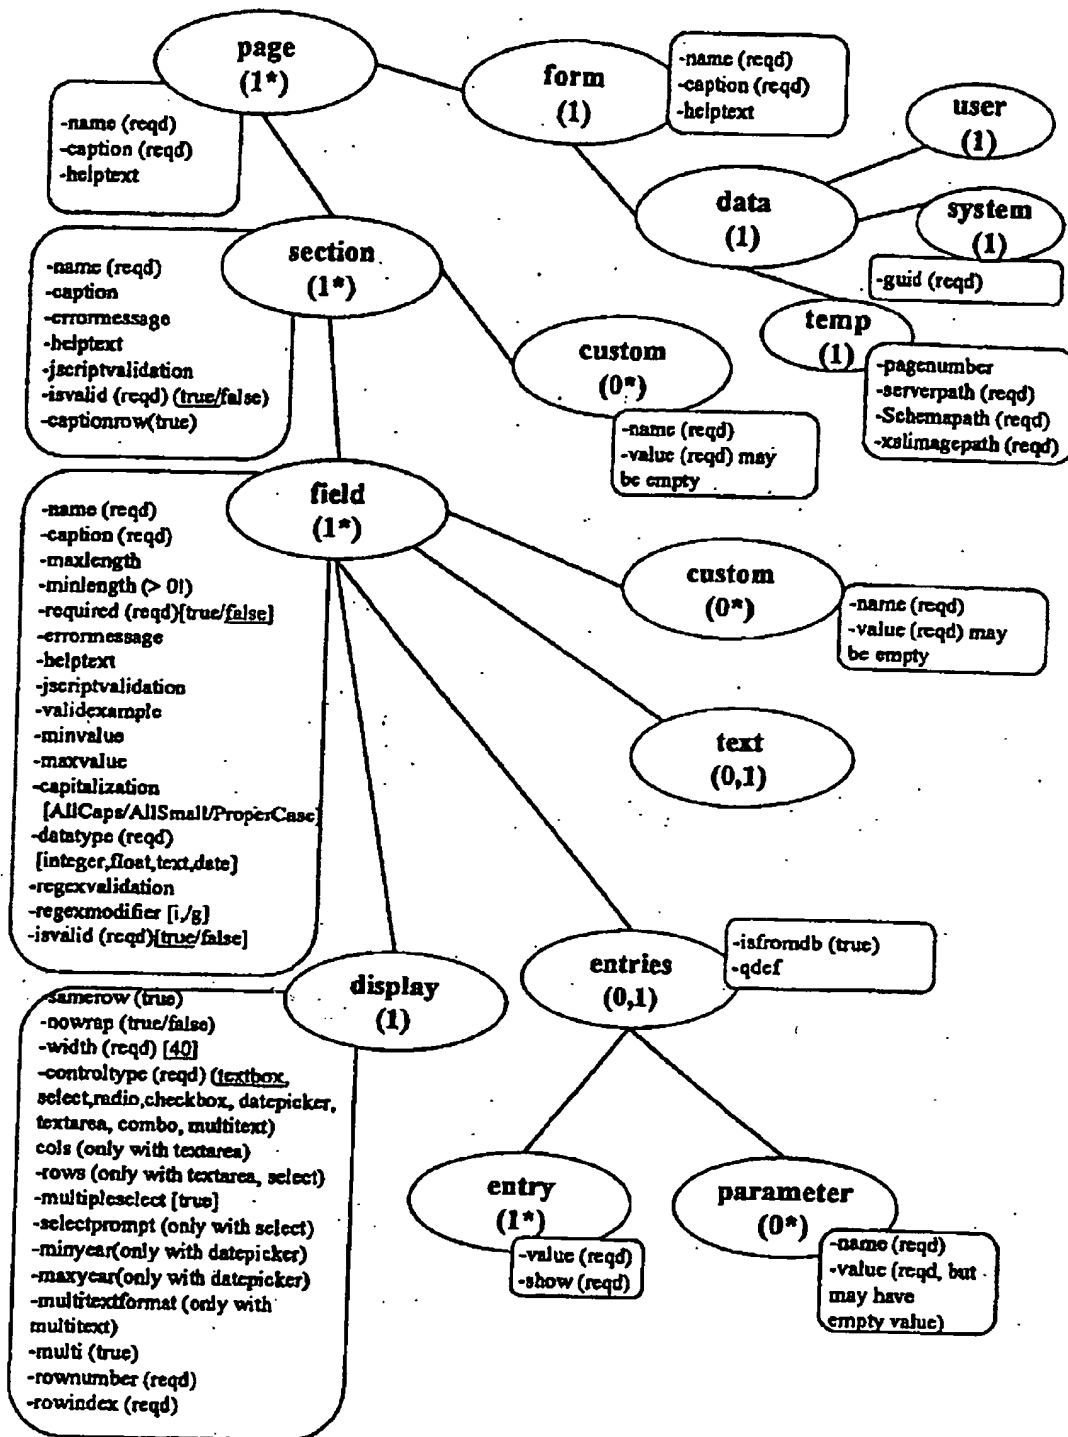 page
(1*)
-name (reqd)
-caption (reqd)
-helptext
form
(1)
-name (reqd)
-caption (reqd)
-helptext
user
(1)
data
(1)
system
(1)
-guid (reqd)
temp
(1)
-pagenumber
-serverpath (reqd)
-Schemapath (reqd)
-xslimagepath (reqd)
section
(1*)
-name (reqd)
-caption
-errormessage
-helptext
-jscriptvalidation
-isvalid (reqd) (true/false)
-captionrow(true)
custom
(0*)
-name (reqd)
-value (reqd) may
be empty
field
(1*)
-name (reqd)
-caption (reqd)
-maxlength
-minlength (> 0!)
-required (reqd)[true/false]
-errormessage
-helptext
-jscriptvalidation
-validexample
-minvalue
-maxvalue
-capitalization
[AllCaps/AllSmall/ProperCase]
-datatype (reqd)
[integer,float,text,date]
-regexvalidation
-regexmodifier [i,/g]
-isvalid (reqd)[true/false]
custom
(0*)
-name (reqd)
-value (reqd) may
be empty
text
(0,1)
entries
(0,1)
-isfromdb (true)
-qdef
display
(1)
-samerow (true)
-nowrap (true/false)
-width (reqd) [40]
-controltype (reqd) (textbox,
select,radio,checkbox, datepicker,
textarea, combo, multitext)
cols (only with textarea)
-rows (only with textarea, select)
-multipleselect [true]
-selectprompt (only with select)
-minyear(only with datepicker)
-maxyear(only with datepicker)
-multitextformat (only with
multitext)
-multi (true)
-rownumber (reqd)
-rowindex (reqd)
entry
(1*)
-value (reqd)
-show (reqd)
parameter
(0*)
-name (reqd)
-value (reqd, but
may have
empty value)